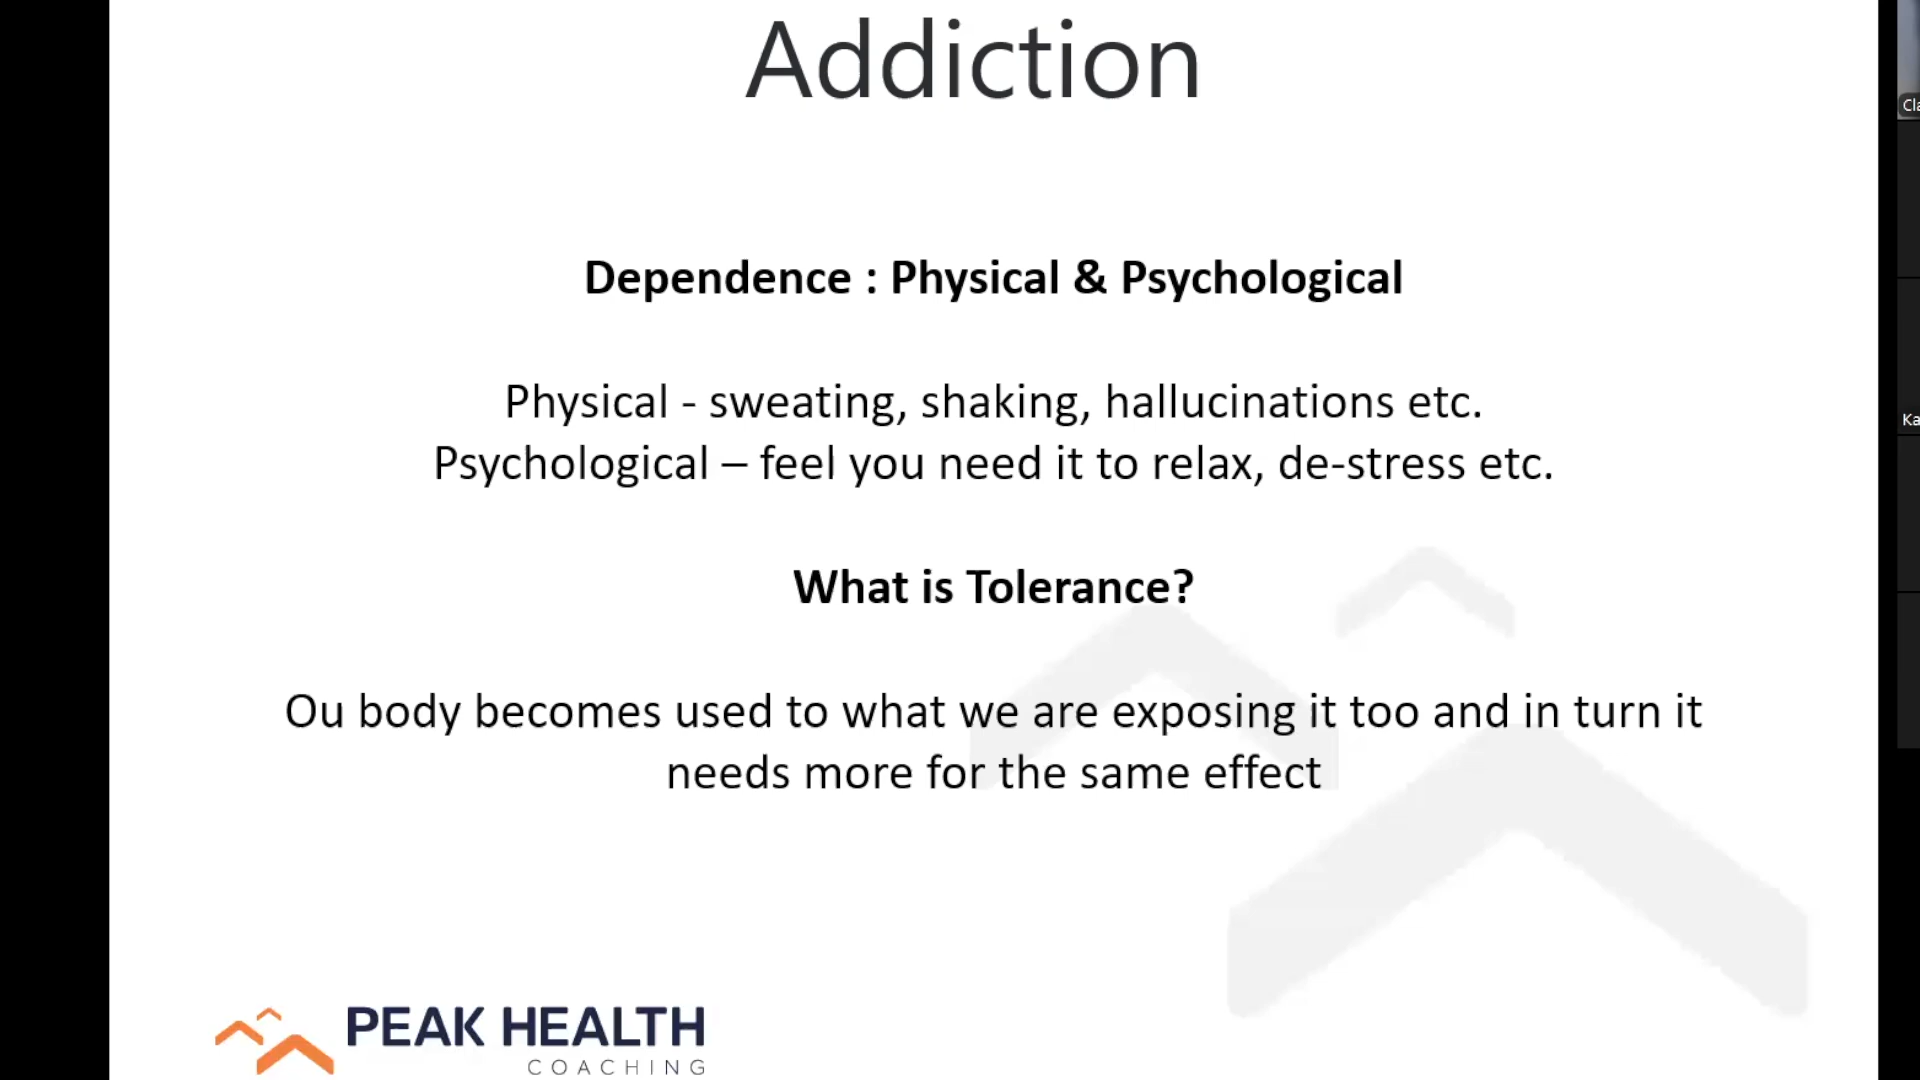 Addiction
Dependence : Physical & Psychological
Physical - sweating, shaking, hallucinations etc.
Psychological – feel you need it to relax, de-stress etc.
What is Tolerance?
Ou body becomes used to what we are exposing it too and in turn it
needs more for the same effect
PEAK HEALTH
COACHING
Cla
Ka